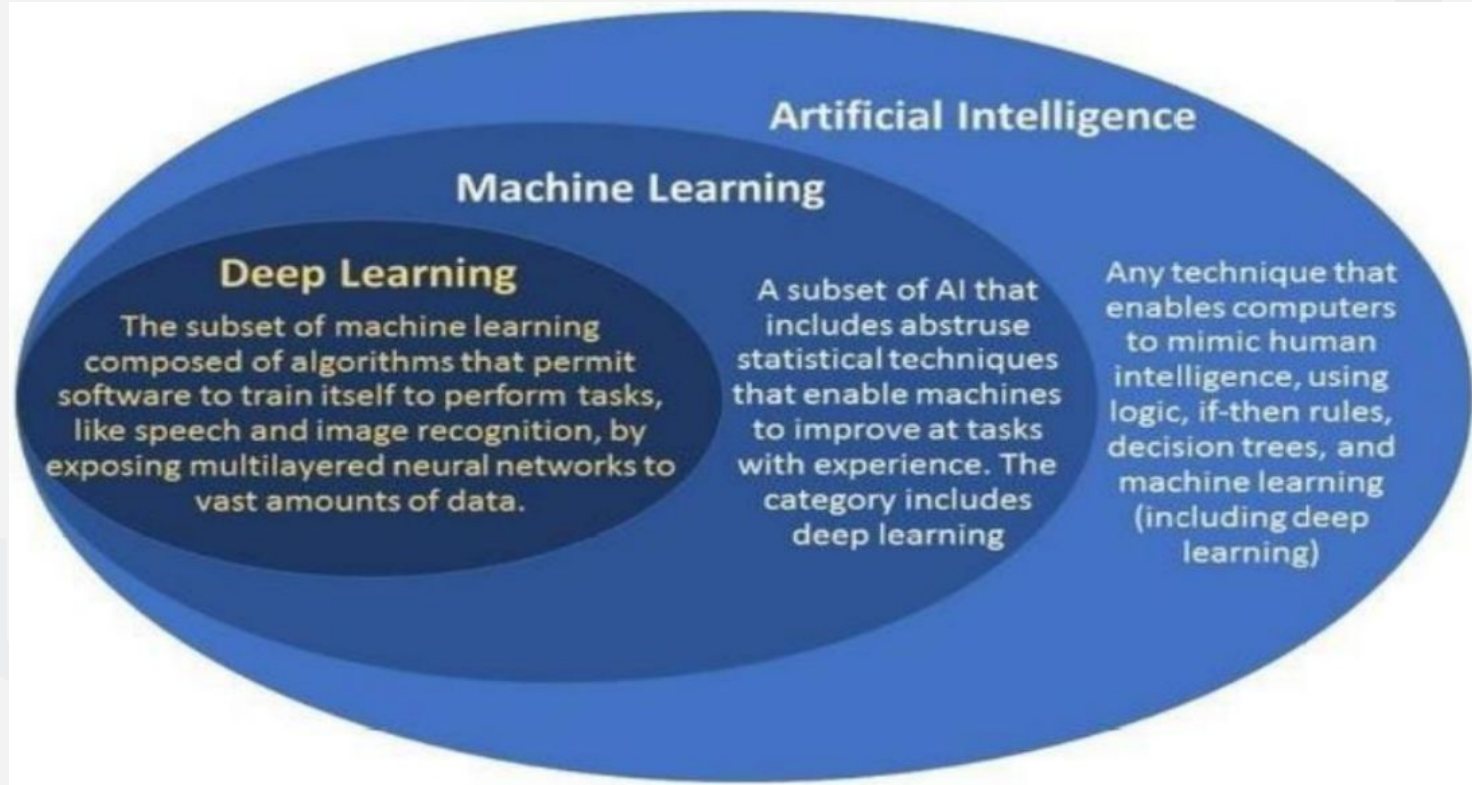 Artificial Intelligence
Machine Learning
Deep Learning
The subset of machine learning
composed of algorithms that permit
software to train itself to perform tasks,
like speech and image recognition, by
exposing multilayered neural networks to
vast amounts of data.
A subset of AI that
includes abstruse
statistical techniques
that enable machines
to improve at tasks
with experience. The
category includes
deep learning
Any technique that
enables computers
to mimic human
intelligence, using
logic, if-then rules,
decision trees, and
machine learning
(including deep
learning)